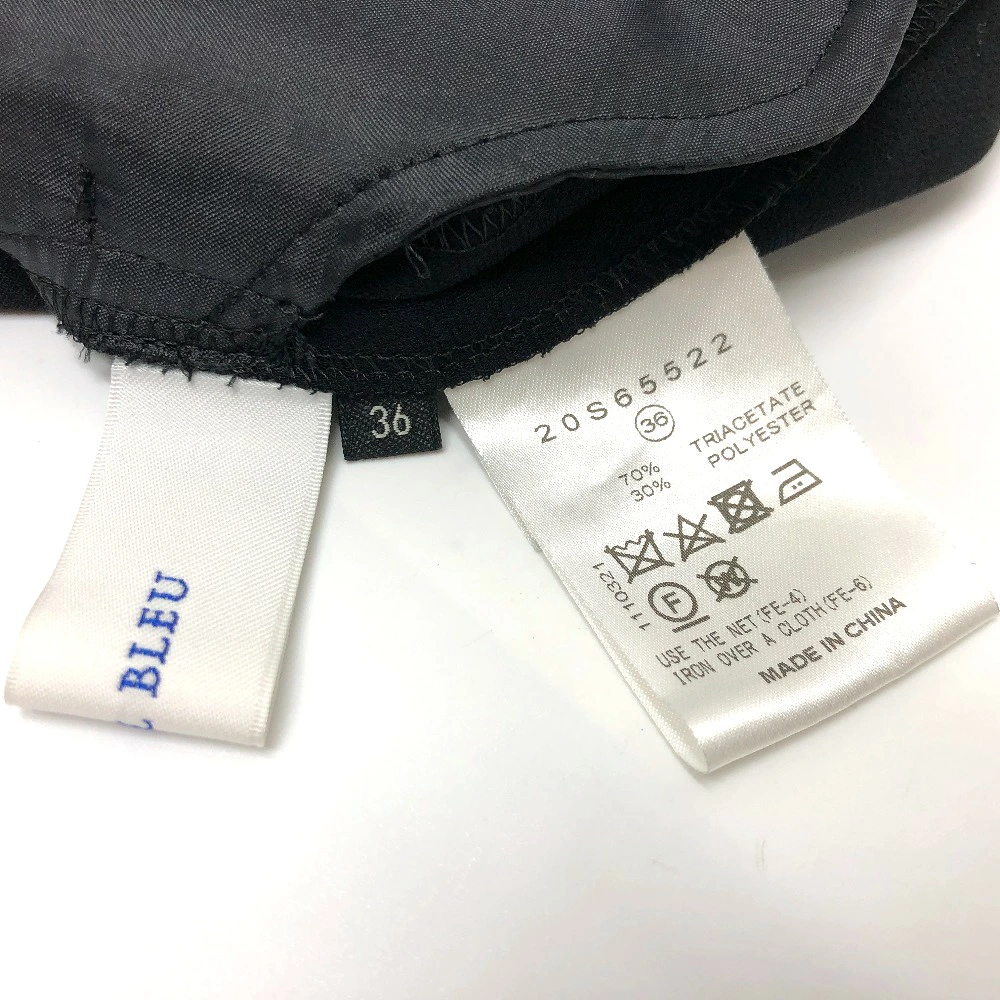 BLEU
36
20S65522
36
70% TRIACETATE
30% POLYESTER
110321
F
USE THE NET(FE-4)
IRON OVER A CLOTH(FE-6)
MADE IN CHINA